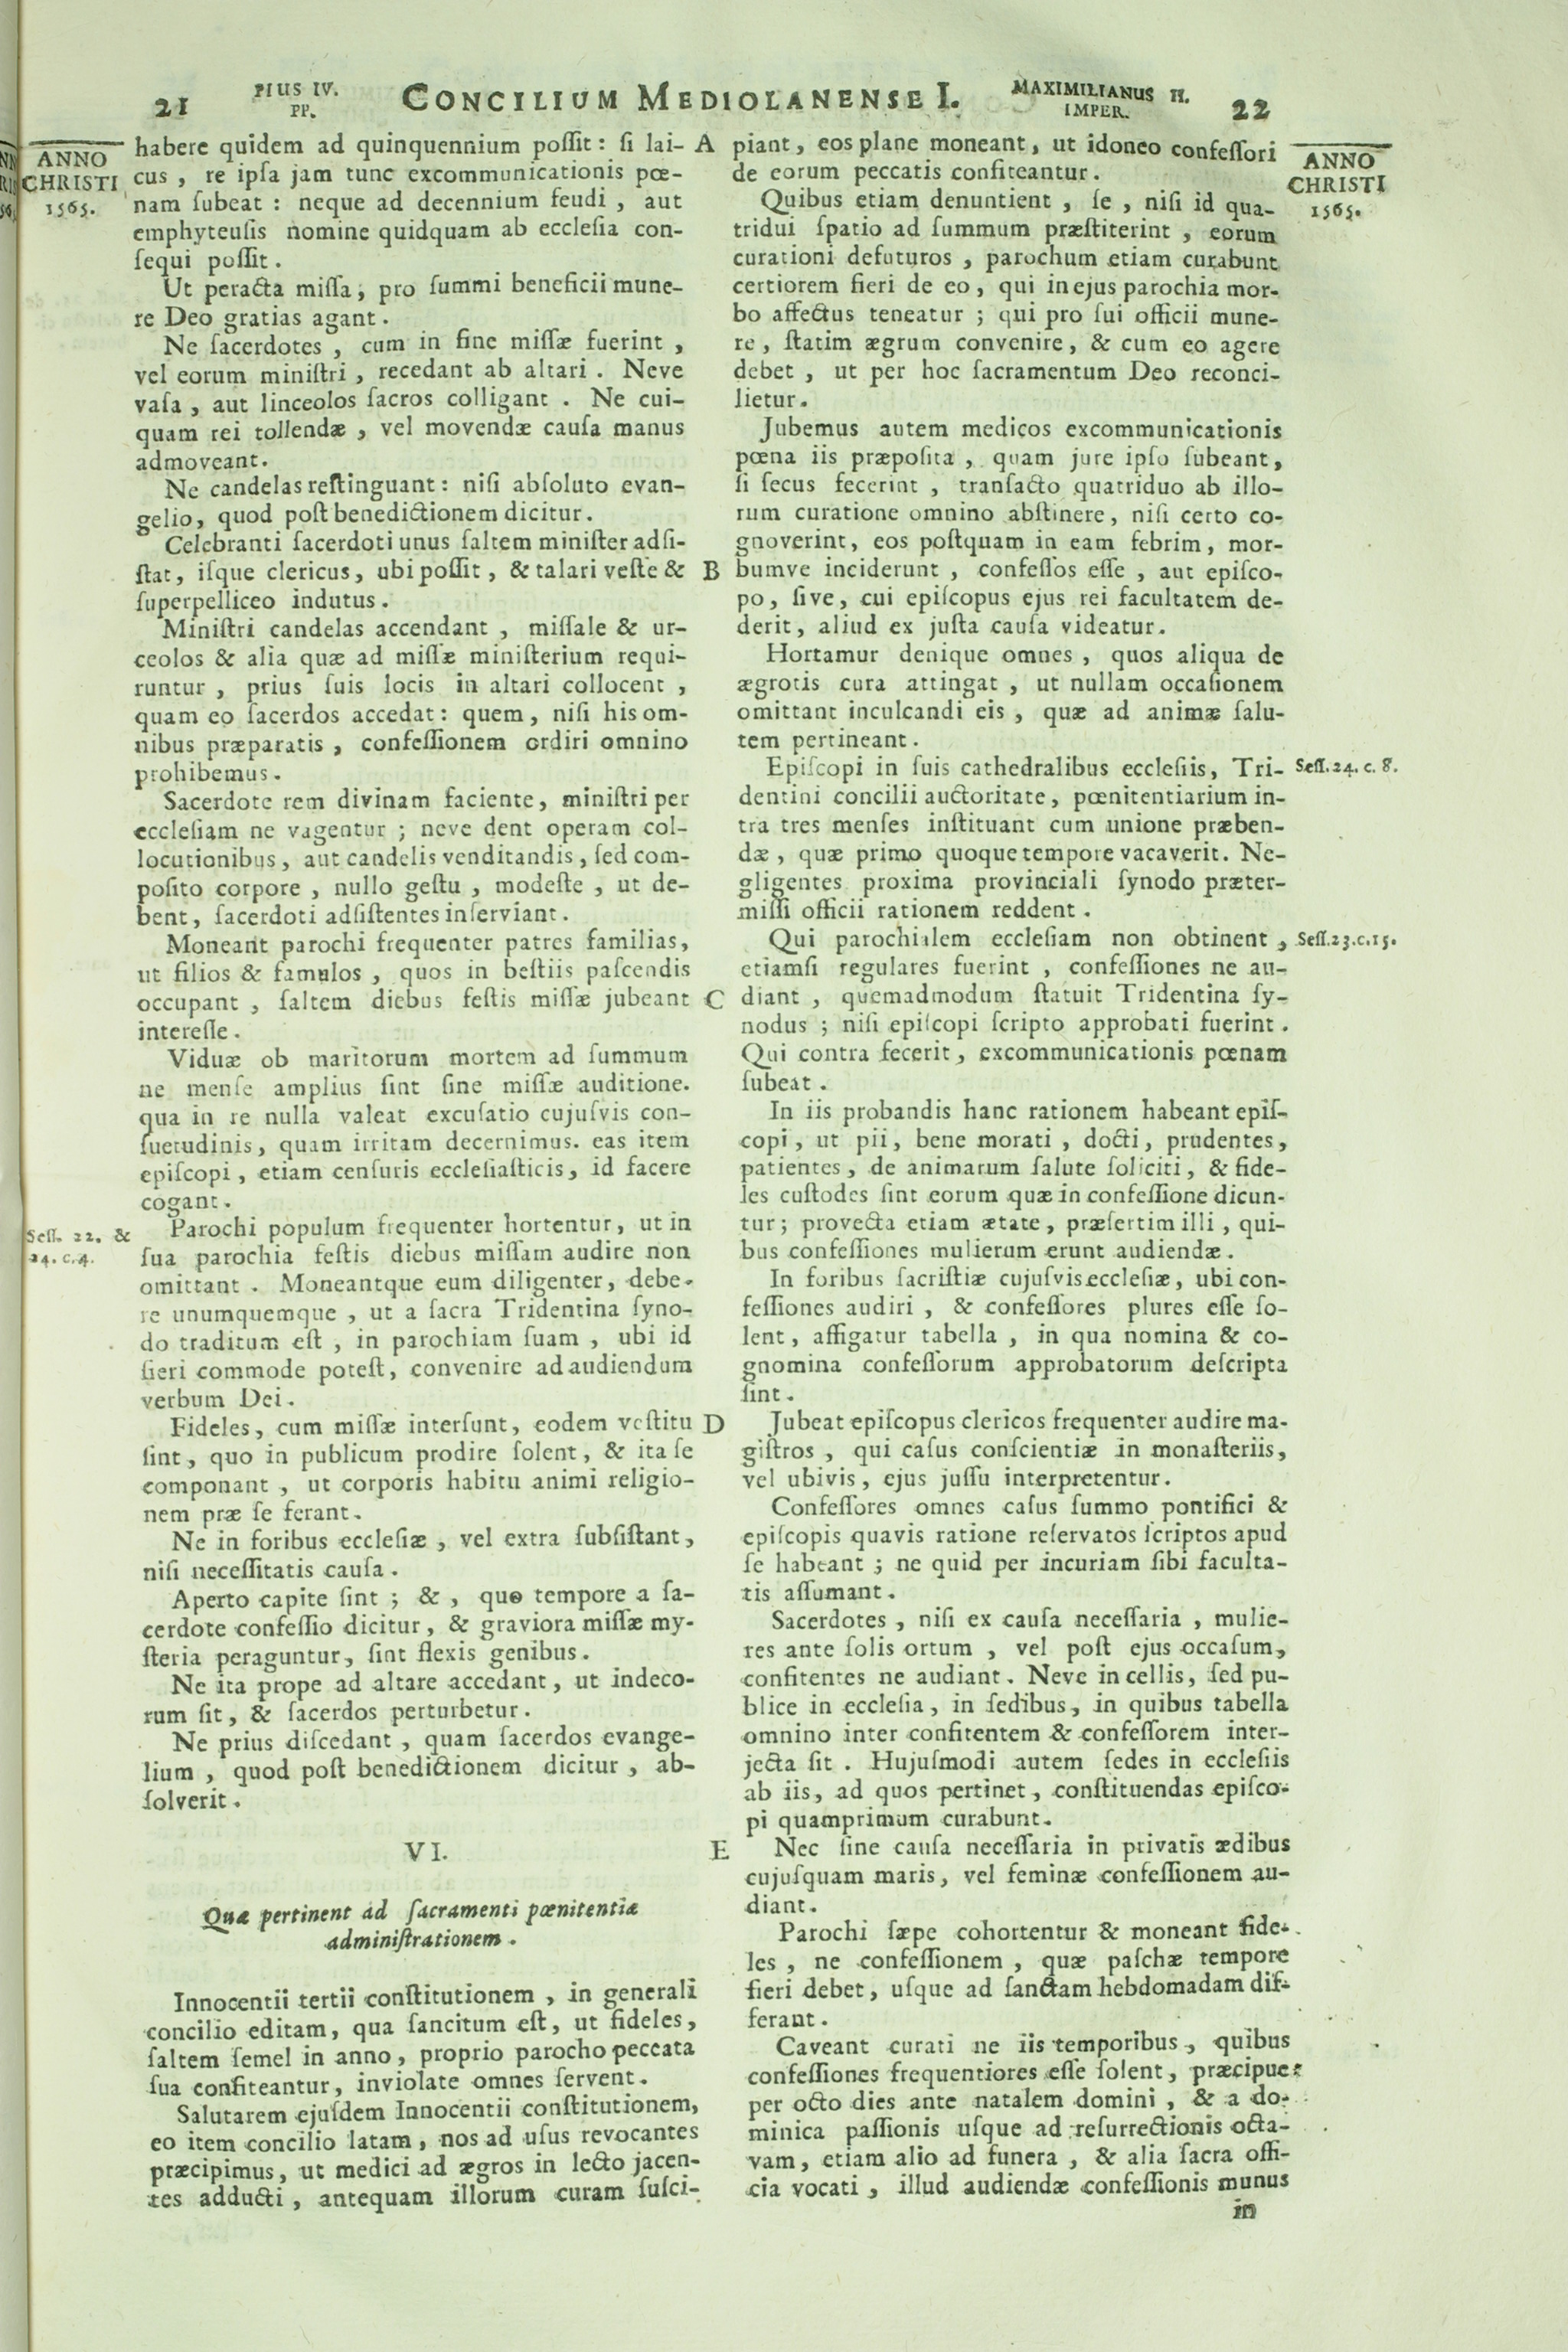 21
PIUS IV.
PP.
CONCILIUM MEDIOLANENSE I.
MAXIMILIANUS II.
IMPER.
22
ANNO
CHRISTI
1565.
habere quidem ad quinquennium poſſit: ſi lai-
cus, re ipſa jam tunc excommunicationis pœ-
nam ſubeat: neque ad decennium feudi, aut
emphyteuſis nomine quidquam ab eccleſia con-
ſequi poſſit.
Ut peracta miſſa, pro ſummi beneficii mune-
re Deo gratias agant.
Ne ſacerdotes, cum in fine miſſæ fuerint,
vel eorum miniſtri, recedant ab altari. Neve
vaſa, aut linceolos ſacros colligant. Ne cui-
quam rei tollendæ, vel movendæ cauſa manus
admoveant.
Ne candelas reſtinguant: niſi abſoluto evan-
gelio, quod poſt benedictionem dicitur.
Celebranti ſacerdoti unus ſaltem miniſter adſi-
ſtat, iſque clericus, ubi poſſit, & talari veſte &
ſuperpelliceo indutus.
Miniſtri candelas accendant, miſſale & ur-
ceolos & alia quæ ad miſſæ miniſterium requi-
runtur, prius ſuis locis in altari collocent,
quam eo ſacerdos accedat: quem, niſi his om-
nibus præparatis, confeſſionem ordiri omnino
prohibemus.
Sacerdote rem divinam faciente, miniſtri per
eccleſiam ne vagentur; neve dent operam col-
locutionibus, aut candelis venditandis, ſed com-
poſito corpore, nullo geſtu, modeſte, ut de-
bent, ſacerdoti adſiſtentes inſerviant.
Moneant parochi frequenter patres familias,
ut filios & famulos, quos in beſtiis paſcendis
occupant, ſaltem diebus feſtis miſſæ jubeant
intereſſe.
Viduæ ob maritorum mortem ad ſummum
ne menſe amplius ſint ſine miſſæ auditione.
qua in re nulla valeat excuſatio cujuſvis con-
ſuetudinis, quam irritam decernimus. eas item
epiſcopi, etiam cenſuris eccleſiaſticis, id facere
cogant.
Seſſ. 22. &
24. c. 4.
Parochi populum frequenter hortentur, ut in
ſua parochia feſtis diebus miſſam audire non
omittant. Moneantque eum diligenter, debe-
re unumquemque, ut a ſacra Tridentina ſyno-
do traditum eſt, in parochiam ſuam, ubi id
fieri commode poteſt, convenire ad audiendum
verbum Dei.
Fideles, cum miſſæ interſunt, eodem veſtitu
ſint, quo in publicum prodire ſolent, & ita ſe
componant, ut corporis habitu animi religio-
nem præ ſe ferant.
Ne in foribus eccleſiæ, vel extra ſubſiſtant,
niſi neceſſitatis cauſa.
Aperto capite ſint; &, quo tempore a ſa-
cerdote confeſſio dicitur, & graviora miſſæ my-
ſteria peraguntur, ſint flexis genibus.
Ne ita prope ad altare accedant, ut indeco-
rum ſit, & ſacerdos perturbetur.
Ne prius diſcedant, quam ſacerdos evange-
lium, quod poſt benedictionem dicitur, ab-
ſolverit.
VI.
Quæ pertinent ad ſacramenti pœnitentiæ
adminiſtrationem.
Innocentii tertii conſtitutionem, in generali
concilio editam, qua ſancitum eſt, ut fideles,
ſaltem ſemel in anno, proprio parocho peccata
ſua confiteantur, inviolate omnes ſervent.
Salutarem ejuſdem Innocentii conſtitutionem,
eo item concilio latam, nos ad uſus revocantes
præcipimus, ut medici ad ægros in lecto jacen-
tes adducti, antequam illorum curam ſuſci-
A
B
C
D
E
piant, eos plane moneant, ut idoneo confeſſori
de eorum peccatis confiteantur.
Quibus etiam denuntient, ſe, niſi id qua-
tridui ſpatio ad ſummum præſtiterint, eorum
curationi defuturos, parochum etiam curabunt
certiorem fieri de eo, qui in ejus parochia mor-
bo affectus teneatur; qui pro ſui officii mune-
re, ſtatim ægrum convenire, & cum eo agere
debet, ut per hoc ſacramentum Deo reconci-
lietur.
Jubemus autem medicos excommunicationis
pœna iis præpoſita, quam jure ipſo ſubeant,
ſi ſecus fecerint, tranſacto quatriduo ab illo-
rum curatione omnino abſtinere, niſi certo co-
gnoverint, eos poſtquam in eam febrim, mor-
bumve inciderunt, confeſſos eſſe, aut epiſco-
po, ſive, cui epiſcopus ejus rei facultatem de-
derit, aliud ex juſta cauſa videatur.
Hortamur denique omnes, quos aliqua de
ægrotis cura attingat, ut nullam occaſionem
omittant inculcandi eis, quæ ad animæ ſalu-
tem pertineant.
Epiſcopi in ſuis cathedralibus eccleſiis, Tri-
dentini concilii auctoritate, pœnitentiarium in-
tra tres menſes inſtituant cum unione præben-
dæ, quæ primo quoque tempore vacaverit. Ne-
gligentes proxima provinciali ſynodo præter-
miſſi officii rationem reddent.
Qui parochialem eccleſiam non obtinent,
etiamſi regulares fuerint, confeſſiones ne au-
diant, quemadmodum ſtatuit Tridentina ſy-
nodus; niſi epiſcopi ſcripto approbati fuerint.
Qui contra fecerit, excommunicationis pœnam
ſubeat.
In iis probandis hanc rationem habeant epiſ-
copi, ut pii, bene morati, docti, prudentes,
patientes, de animarum ſalute ſoliciti, & fide-
les cuſtodes ſint eorum quæ in confeſſione dicun-
tur; provecta etiam ætate, præſertim illi, qui-
bus confeſſiones mulierum erunt audiendæ.
In foribus ſacriſtiæ cujuſvis eccleſiæ, ubi con-
feſſiones audiri, & confeſſores plures eſſe ſo-
lent, affigatur tabella, in qua nomina & co-
gnomina confeſſorum approbatorum deſcripta
ſint.
Jubeat epiſcopus clericos frequenter audire ma-
giſtros, qui caſus conſcientiæ in monaſteriis,
vel ubivis, ejus juſſu interpretentur.
Confeſſores omnes caſus ſummo pontifici &
epiſcopis quavis ratione reſervatos ſcriptos apud
ſe habeant; ne quid per incuriam ſibi faculta-
tis aſſumant.
Sacerdotes, niſi ex cauſa neceſſaria, mulie-
res ante ſolis ortum, vel poſt ejus occaſum,
confitentes ne audiant. Neve in cellis, ſed pu-
blice in eccleſia, in ſedibus, in quibus tabella
omnino inter confitentem & confeſſorem inter-
jecta ſit. Hujuſmodi autem ſedes in eccleſiis
ab iis, ad quos pertinet, conſtituendas epiſco-
pi quamprimum curabunt.
Nec ſine cauſa neceſſaria in privatis ædibus
cujuſquam maris, vel feminæ confeſſionem au-
diant.
Parochi ſæpe cohortentur & moneant fide-
les, ne confeſſionem, quæ paſchæ tempore
fieri debet, uſque ad ſanctam hebdomadam dif-
ferant.
Caveant curati ne iis temporibus, quibus
confeſſiones frequentiores eſſe ſolent, præcipue
per octo dies ante natalem domini, & a do-
minica paſſionis uſque ad reſurrectionis octa-
vam, etiam alio ad funera, & alia ſacra offi-
cia vocati, illud audiendæ confeſſionis munus
in
ANNO
CHRISTI
1565.
Seſſ. 24. c. 8.
Seſſ. 23. c. 15.